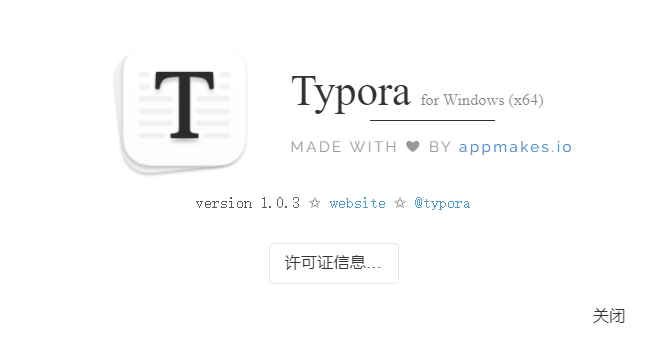 T
Typora for Windows (x64)
MADE WITH ♥ BY appmakes.io
version 1.0.3 ☆ website ☆ @typora
许可证信息...
关闭